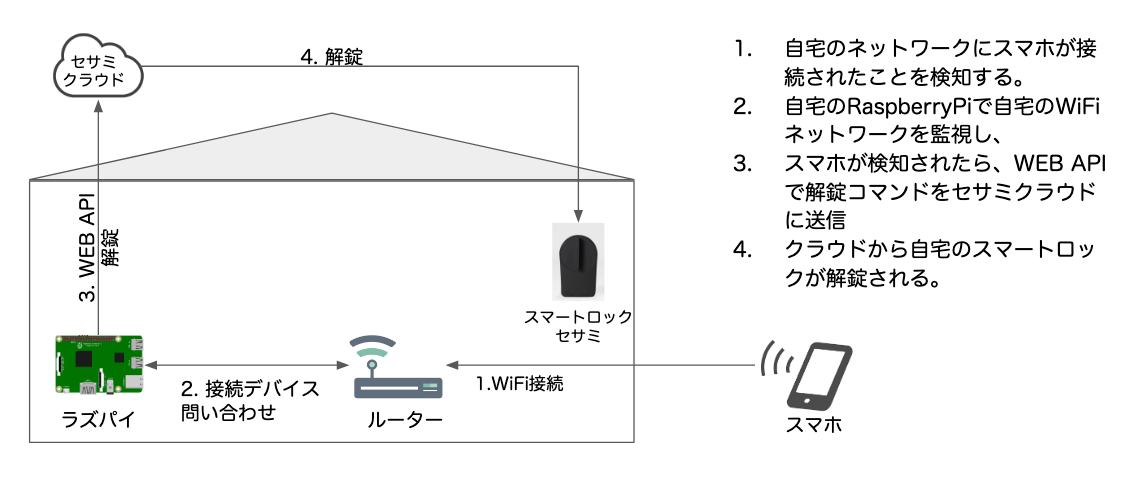 セサミ
クラウド
4. 解錠
3. WEB API
解錠
スマートロック
セサミ
2. 接続デバイス
問い合わせ
1.WiFi接続
ラズパイ
ルーター
スマホ
1. 自宅のネットワークにスマホが接
続されたことを検知する。
2. 自宅のRaspberryPiで自宅のWiFi
ネットワークを監視し、
3. スマホが検知されたら、WEB API
で解錠コマンドをセサミクラウド
に送信
4. クラウドから自宅のスマートロッ
クが解錠される。